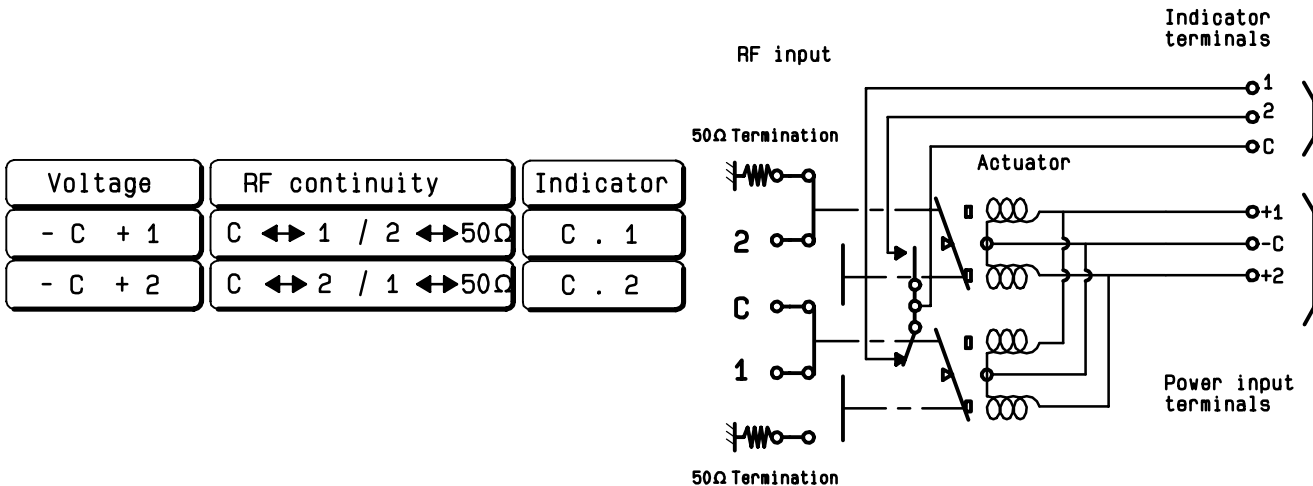 Voltage RF continuity Indicator
- C + 1 C ↔ 1 / 2 ↔ 50Ω C . 1
- C + 2 C ↔ 2 / 1 ↔ 50Ω C . 2
RF input
Indicator
terminals
1
2
C
50Ω Termination
Actuator
2
C
1
+1
-C
+2
Power input
terminals
50Ω Termination